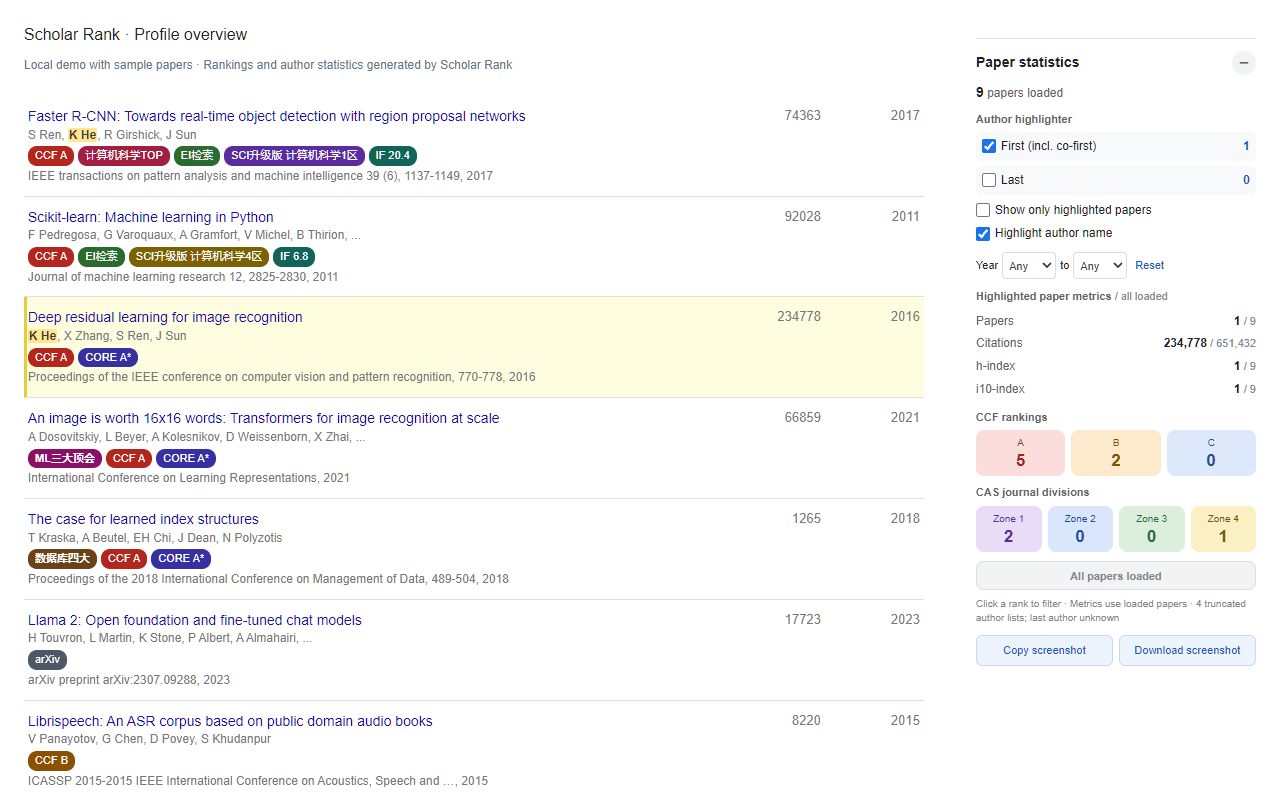 Scholar Rank · Profile overview
Local demo with sample papers · Rankings and author statistics generated by Scholar Rank
Faster R-CNN: Towards real-time object detection with region proposal networks 74363 2017
S Ren, K He, R Girshick, J Sun
CCF A 计算机科学TOP EI检索 SCI升级版 计算机科学1区 IF 20.4
IEEE transactions on pattern analysis and machine intelligence 39 (6), 1137-1149, 2017
Scikit-learn: Machine learning in Python 92028 2011
F Pedregosa, G Varoquaux, A Gramfort, V Michel, B Thirion, ...
CCF A EI检索 SCI升级版 计算机科学4区 IF 6.8
Journal of machine learning research 12, 2825-2830, 2011
Deep residual learning for image recognition 234778 2016
K He, X Zhang, S Ren, J Sun
CCF A CORE A*
Proceedings of the IEEE conference on computer vision and pattern recognition, 770-778, 2016
An image is worth 16x16 words: Transformers for image recognition at scale 66859 2021
A Dosovitskiy, L Beyer, A Kolesnikov, D Weissenborn, X Zhai, ...
ML三大顶会 CCF A CORE A*
International Conference on Learning Representations, 2021
The case for learned index structures 1265 2018
T Kraska, A Beutel, EH Chi, J Dean, N Polyzotis
数据库四大 CCF A CORE A*
Proceedings of the 2018 International Conference on Management of Data, 489-504, 2018
Llama 2: Open foundation and fine-tuned chat models 17723 2023
H Touvron, L Martin, K Stone, P Albert, A Almahairi, ...
arXiv
arXiv preprint arXiv:2307.09288, 2023
Librispeech: An ASR corpus based on public domain audio books 8220 2015
V Panayotov, G Chen, D Povey, S Khudanpur
CCF B
ICASSP 2015-2015 IEEE International Conference on Acoustics, Speech and …, 2015
Paper statistics −
9 papers loaded
Author highlighter
First (incl. co-first) 1
Last 0
Show only highlighted papers
Highlight author name
Year Any to Any Reset
Highlighted paper metrics / all loaded
Papers 1 / 9
Citations 234,778 / 651,432
h-index 1 / 9
i10-index 1 / 9
CCF rankings
A B C
5 2 0
CAS journal divisions
Zone 1 Zone 2 Zone 3 Zone 4
2 0 0 1
All papers loaded
Click a rank to filter · Metrics use loaded papers · 4 truncated
author lists; last author unknown
Copy screenshot Download screenshot